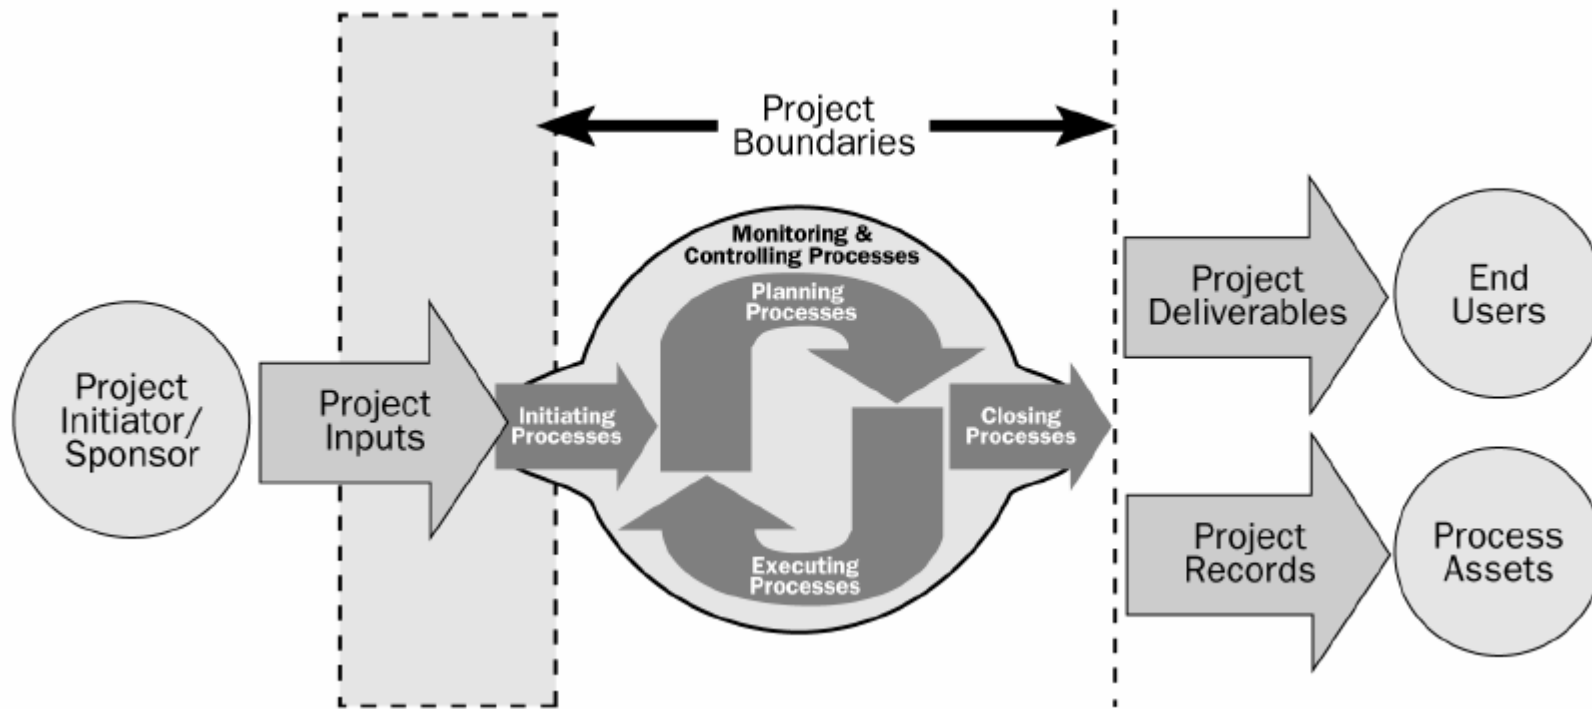 Project
Boundaries
Monitoring &
Controlling Processes
Planning
Processes
Project
Initiator/
Sponsor
Project
Inputs
Initiating
Processes
Closing
Processes
Executing
Processes
Project
Deliverables
End
Users
Project
Records
Process
Assets